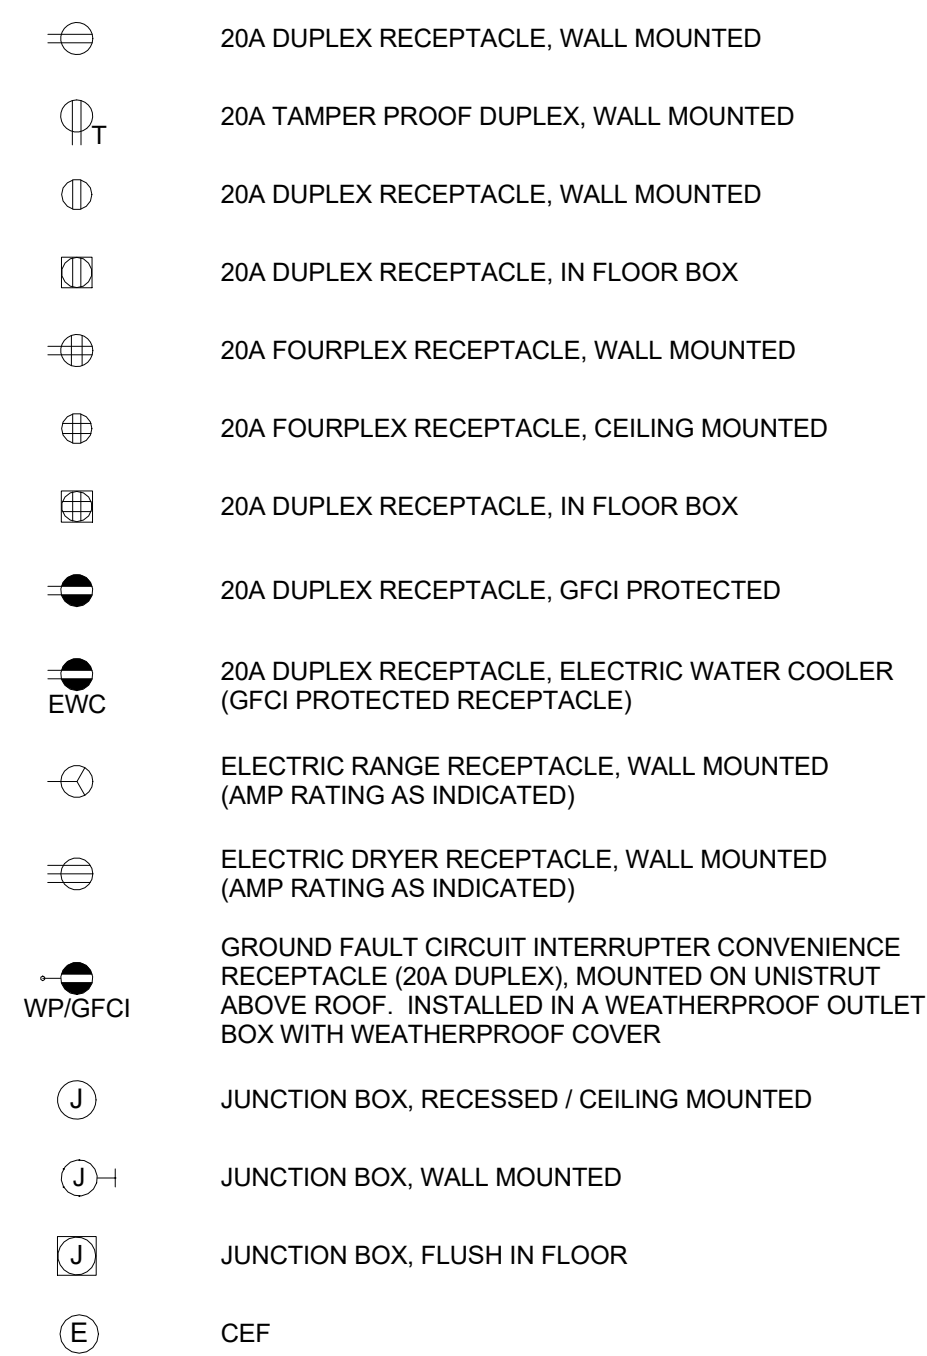 20A DUPLEX RECEPTACLE, WALL MOUNTED
T 20A TAMPER PROOF DUPLEX, WALL MOUNTED
20A DUPLEX RECEPTACLE, WALL MOUNTED
20A DUPLEX RECEPTACLE, IN FLOOR BOX
20A FOURPLEX RECEPTACLE, WALL MOUNTED
20A FOURPLEX RECEPTACLE, CEILING MOUNTED
20A DUPLEX RECEPTACLE, IN FLOOR BOX
20A DUPLEX RECEPTACLE, GFCI PROTECTED
20A DUPLEX RECEPTACLE, ELECTRIC WATER COOLER
EWC (GFCI PROTECTED RECEPTACLE)
ELECTRIC RANGE RECEPTACLE, WALL MOUNTED
(AMP RATING AS INDICATED)
ELECTRIC DRYER RECEPTACLE, WALL MOUNTED
(AMP RATING AS INDICATED)
GROUND FAULT CIRCUIT INTERRUPTER CONVENIENCE
RECEPTACLE (20A DUPLEX), MOUNTED ON UNISTRUT
WP/GFCI ABOVE ROOF. INSTALLED IN A WEATHERPROOF OUTLET
BOX WITH WEATHERPROOF COVER
J JUNCTION BOX, RECESSED / CEILING MOUNTED
J JUNCTION BOX, WALL MOUNTED
J JUNCTION BOX, FLUSH IN FLOOR
E CEF